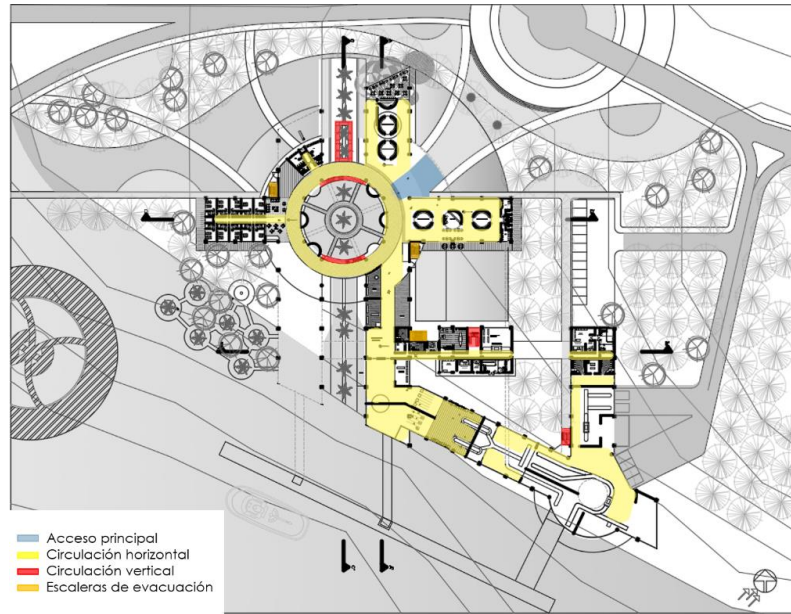 Acceso principal
Circulación horizontal
Circulación vertical
Escaleras de evacuación